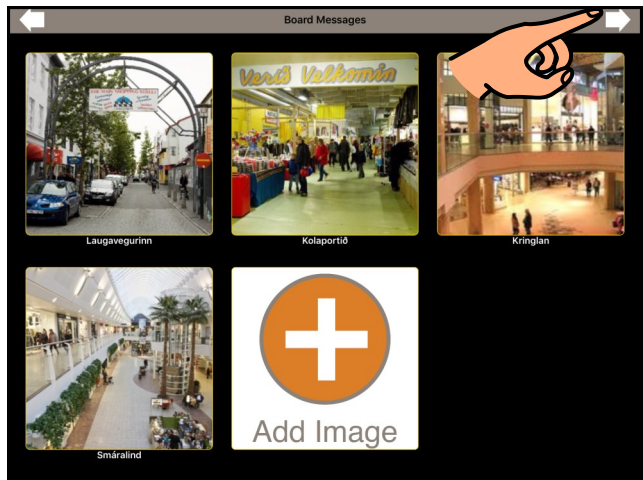 Board Messages
Verið Velkomin
Laugavegurinn
Kolaportið
Kringlan
Smáralind
Add Image